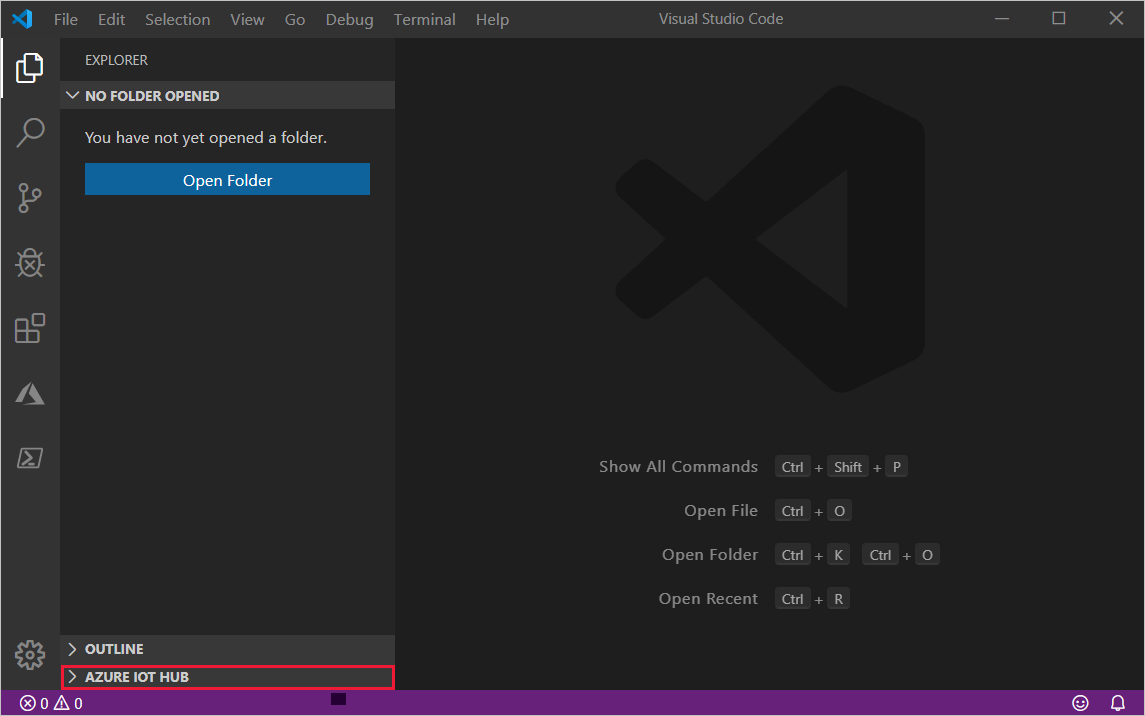 File Edit Selection View Go Debug Terminal Help Visual Studio Code
EXPLORER
NO FOLDER OPENED
You have not yet opened a folder.
Open Folder
Show All Commands Ctrl + Shift + P
Open File Ctrl + O
Open Folder Ctrl + K Ctrl + O
Open Recent Ctrl + R
OUTLINE
AZURE IOT HUB
0 0